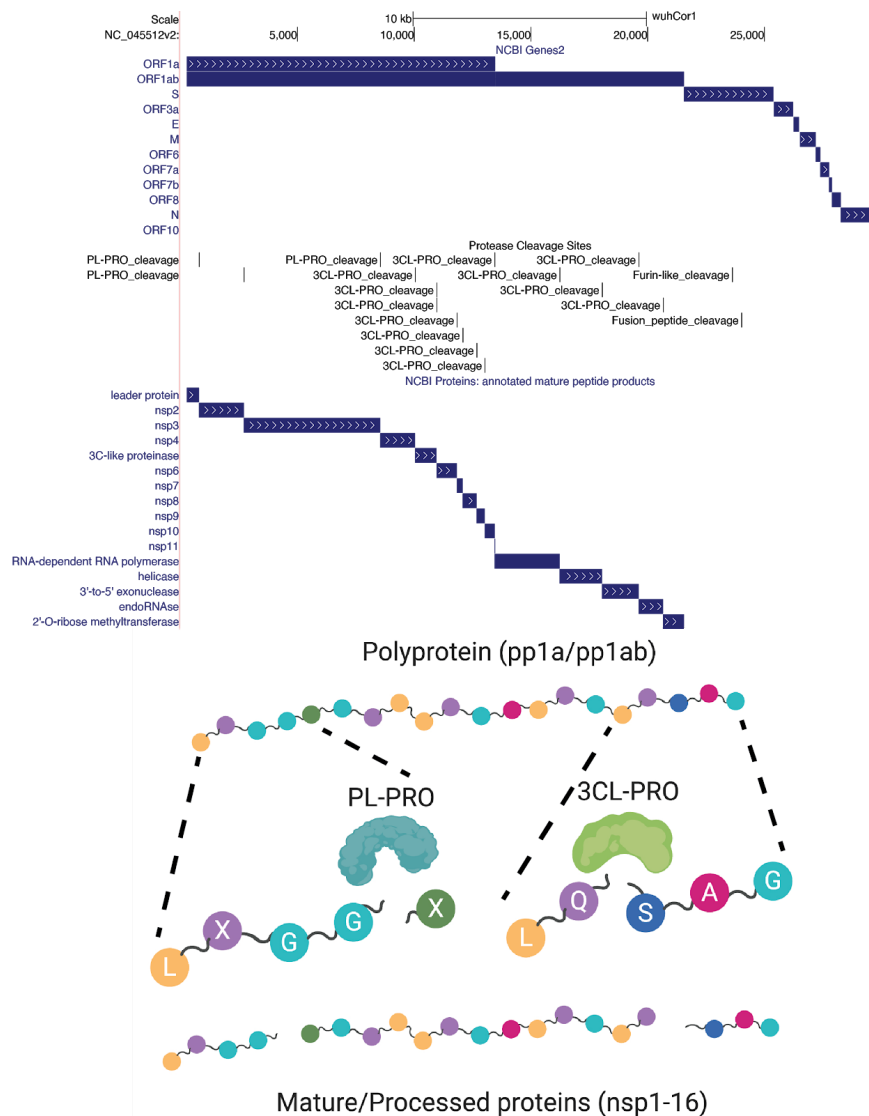 Scale 10 kb wuhCor1
NC_045512v2: 5,000 10,000 15,000 20,000 25,000
NCBI Genes2
ORF1a
ORF1ab
S
ORF3a
E
M
ORF6
ORF7a
ORF7b
ORF8
N
ORF10
Protease Cleavage Sites
PL-PRO_cleavage PL-PRO_cleavage 3CL-PRO_cleavage 3CL-PRO_cleavage
PL-PRO_cleavage 3CL-PRO_cleavage 3CL-PRO_cleavage Furin-like_cleavage
3CL-PRO_cleavage 3CL-PRO_cleavage
3CL-PRO_cleavage 3CL-PRO_cleavage
3CL-PRO_cleavage Fusion_peptide_cleavage
3CL-PRO_cleavage
3CL-PRO_cleavage
3CL-PRO_cleavage
NCBI Proteins: annotated mature peptide products
leader protein
nsp2
nsp3
nsp4
3C-like proteinase
nsp6
nsp7
nsp8
nsp9
nsp10
nsp11
RNA-dependent RNA polymerase
helicase
3'-to-5' exonuclease
endoRNAse
2'-O-ribose methyltransferase
Polyprotein (pp1a/pp1ab)
PL-PRO 3CL-PRO
L X G G X L Q S A G
Mature/Processed proteins (nsp1-16)